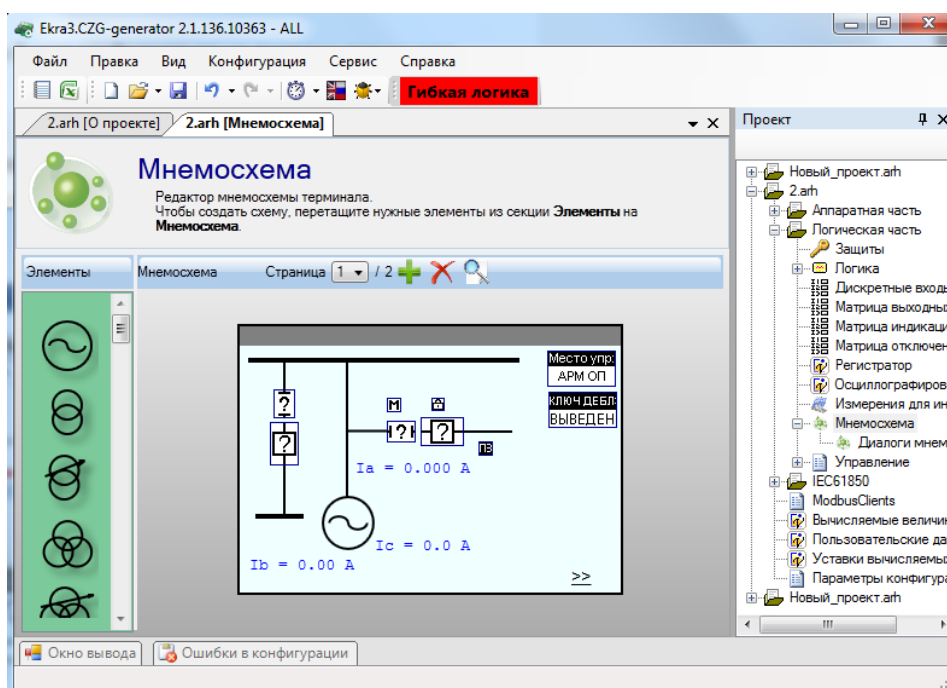 Ekra3.CZG-generator 2.1.136.10363 - ALL
Файл Правка Вид Конфигурация Сервис Справка
Гибкая логика
2.arh [О проекте] 2.arh [Мнемосхема]
Проект
Мнемосхема
Редактор мнемосхемы терминала.
Чтобы создать схему, перетащите нужные элементы из секции Элементы на
Мнемосхема.
Элементы
Мнемосхема
Страница 1 / 2
Место упр:
АРМ ОП
КЛЮЧ ДЕБЛ:
ВЫВЕДЕН
?
?
М
?
?
ПВ
Ia = 0.000 A
Ic = 0.0 A
Ib = 0.00 A
>>
Новый_проект.arh
2.arh
Аппаратная часть
Логическая часть
Защиты
Логика
Дискретные входы
Матрица выходных
Матрица индикаци
Матрица отключен
Регистратор
Осциллографиров
Измерения для ин
Мнемосхема
Диалоги мнем
Управление
IEC61850
ModbusClients
Вычисляемые величин
Пользовательские да
Уставки вычисляемых
Параметры конфигура
Новый_проект.arh
Окно вывода
Ошибки в конфигурации